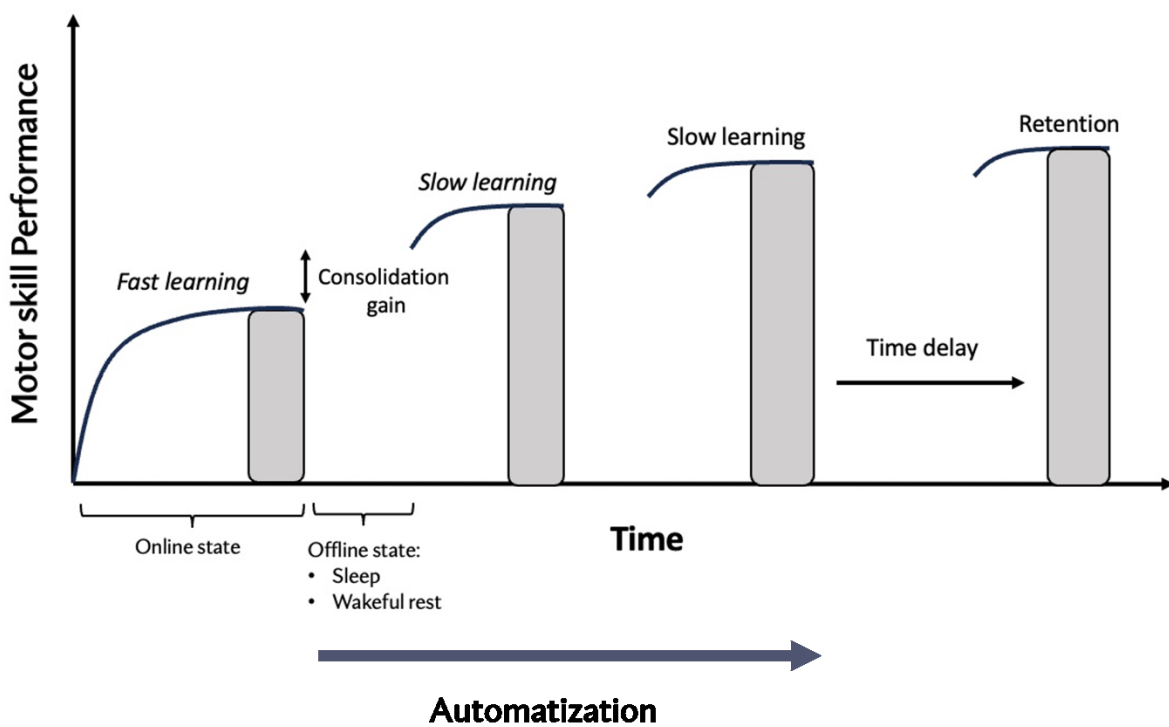 Motor skill Performance
Fast learning
Consolidation
gain
Slow learning
Slow learning
Retention
Time delay
Online state
Offline state:
• Sleep
• Wakeful rest
Time
Automatization